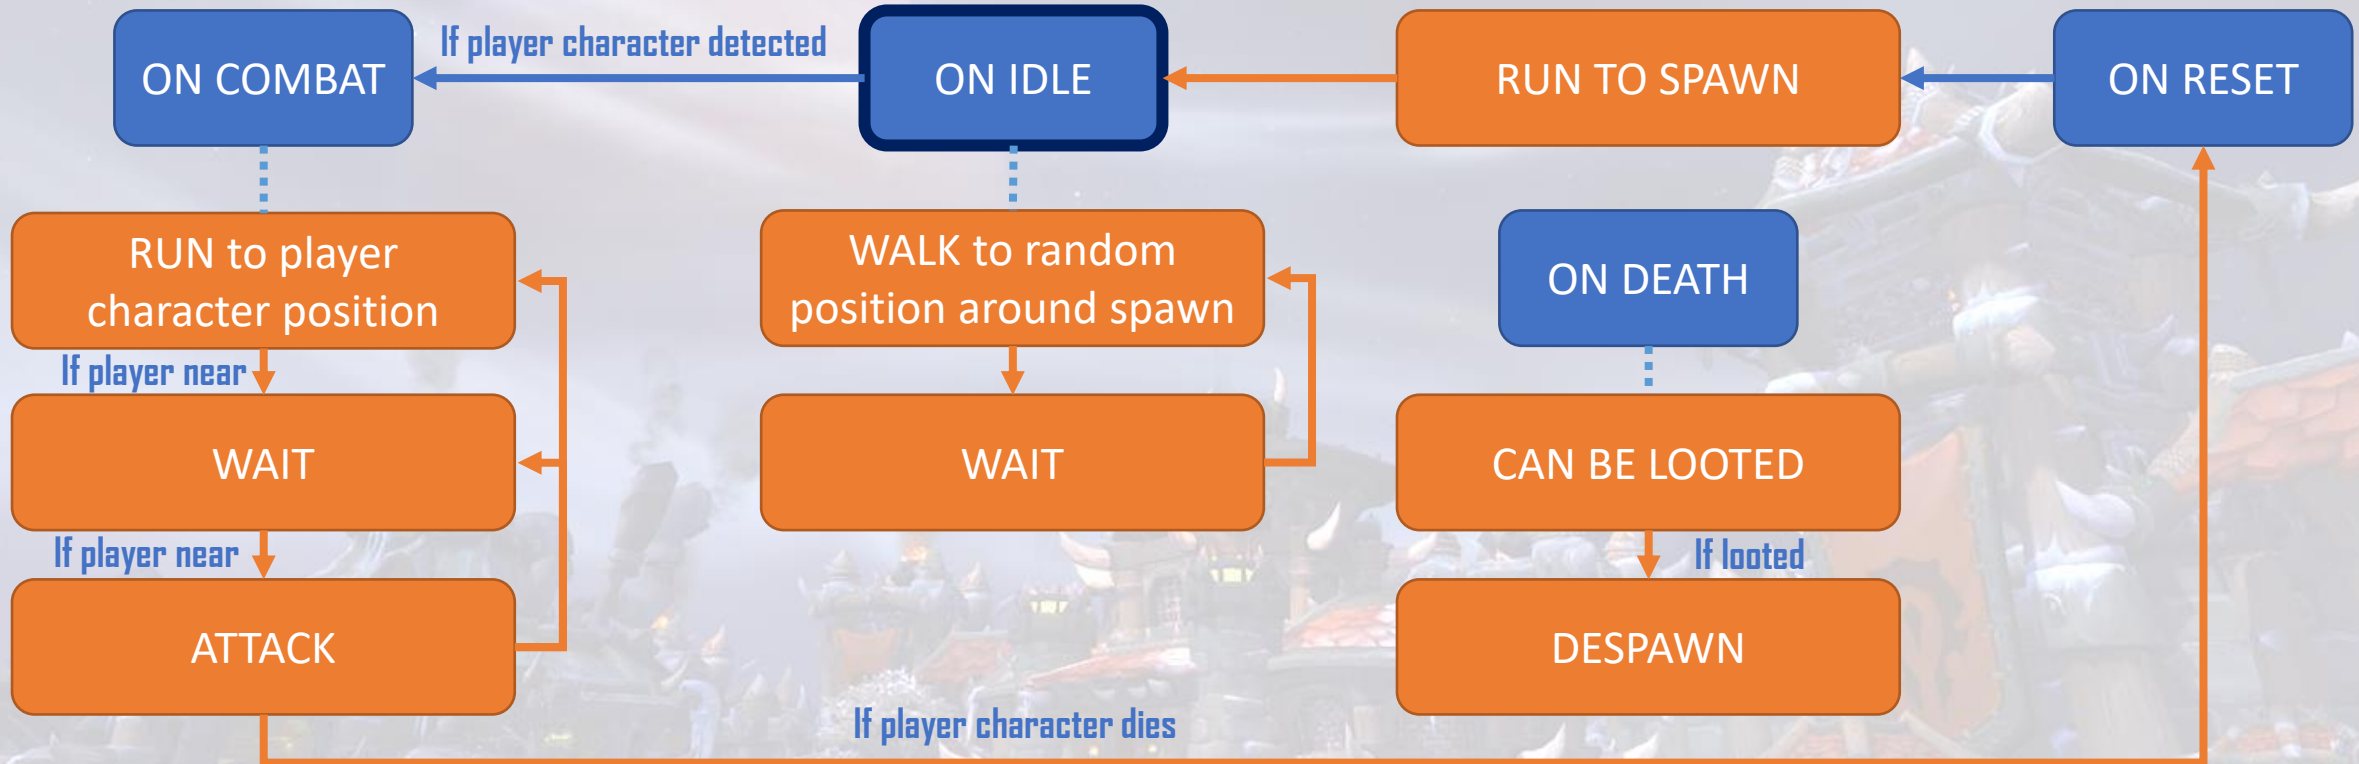 ON COMBAT
If player character detected
ON IDLE
RUN TO SPAWN
ON RESET
RUN to player
character position
WALK to random
position around spawn
ON DEATH
If player near
WAIT
WAIT
CAN BE LOOTED
If player near
If looted
ATTACK
DESPAWN
If player character dies